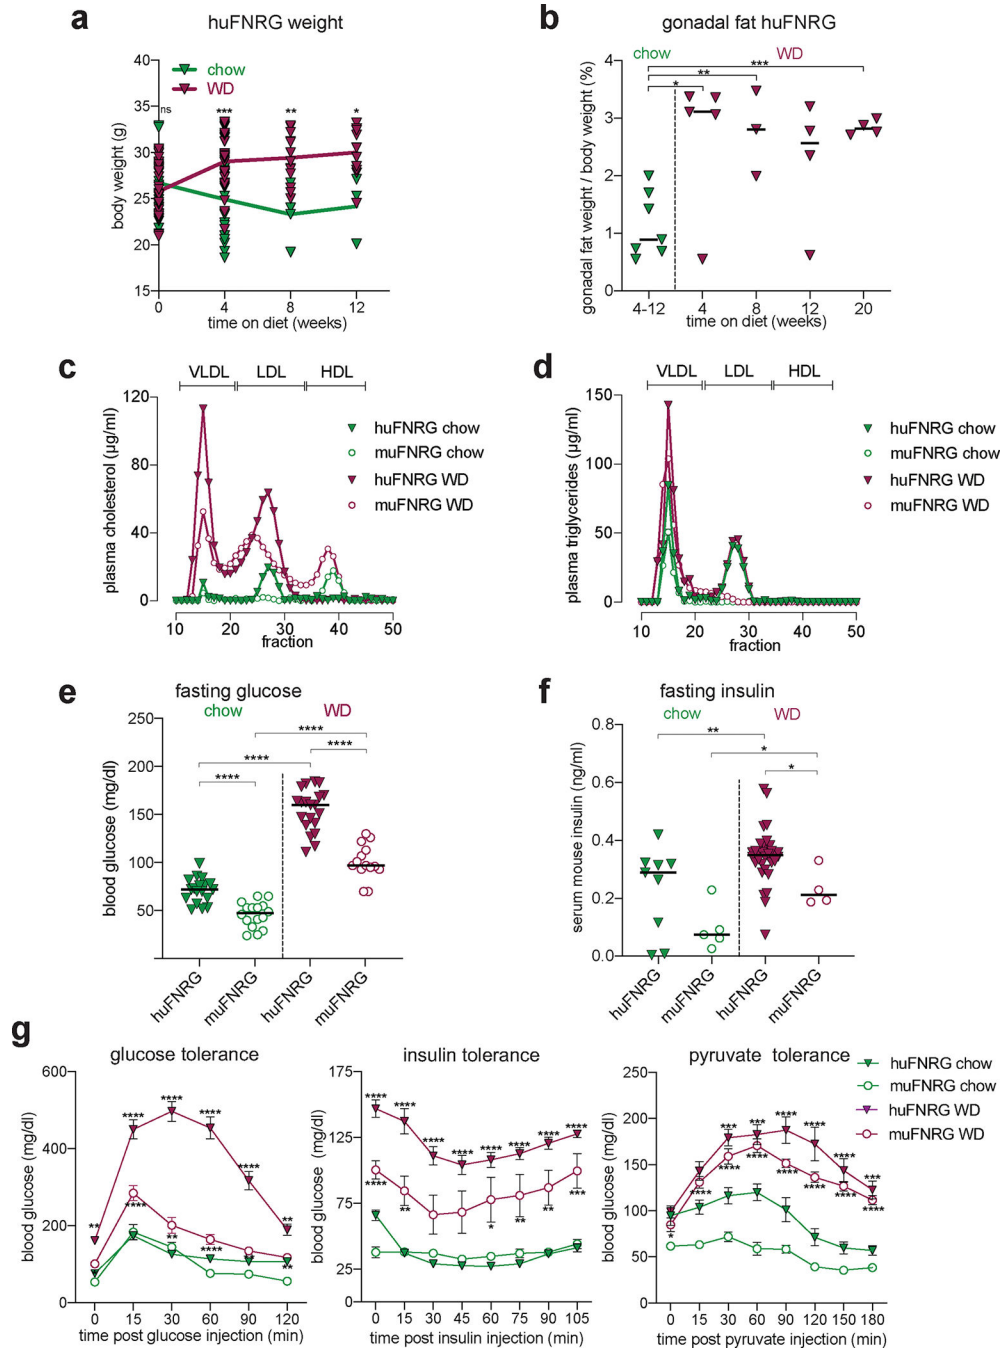 a
huFNRG weight
40
35
30
25
20
15
body weight (g)
chow
WD
ns
***
**
*
0
4
8
12
time on diet (weeks)
b
gonadal fat huFNRG
chow
WD
4
3
2
1
0
gonadal fat weight / body weight (%)
***
**
*
4-12
4
8
12
20
time on diet (weeks)
c
VLDL
LDL
HDL
120
80
40
0
plasma cholesterol (µg/ml)
huFNRG chow
muFNRG chow
huFNRG WD
muFNRG WD
10
20
30
40
50
fraction
d
VLDL
LDL
HDL
150
100
50
0
plasma triglycerides (µg/ml)
huFNRG chow
muFNRG chow
huFNRG WD
muFNRG WD
10
20
30
40
50
fraction
e
fasting glucose
chow
WD
250
200
150
100
50
blood glucose (mg/dl)
****
****
****
****
huFNRG
muFNRG
huFNRG
muFNRG
f
fasting insulin
chow
WD
0.8
0.6
0.4
0.2
0.0
serum mouse insulin (ng/ml)
**
*
*
huFNRG
muFNRG
huFNRG
muFNRG
g
glucose tolerance
600
400
200
0
blood glucose (mg/dl)
**
****
****
****
****
**
****
**
****
**
0
15
30
60
90
120
time post glucose injection (min)
insulin tolerance
175
125
75
25
0
blood glucose (mg/dl)
****
****
****
****
****
****
****
****
****
**
*
**
**
***
0
15
30
45
60
75
90
105
time post insulin injection (min)
pyruvate tolerance
250
200
150
100
50
0
blood glucose (mg/dl)
***
***
****
****
****
***
*
****
****
****
****
****
****
****
0
15
30
60
90
120
150
180
time post pyruvate injection (min)
huFNRG chow
muFNRG chow
huFNRG WD
muFNRG WD